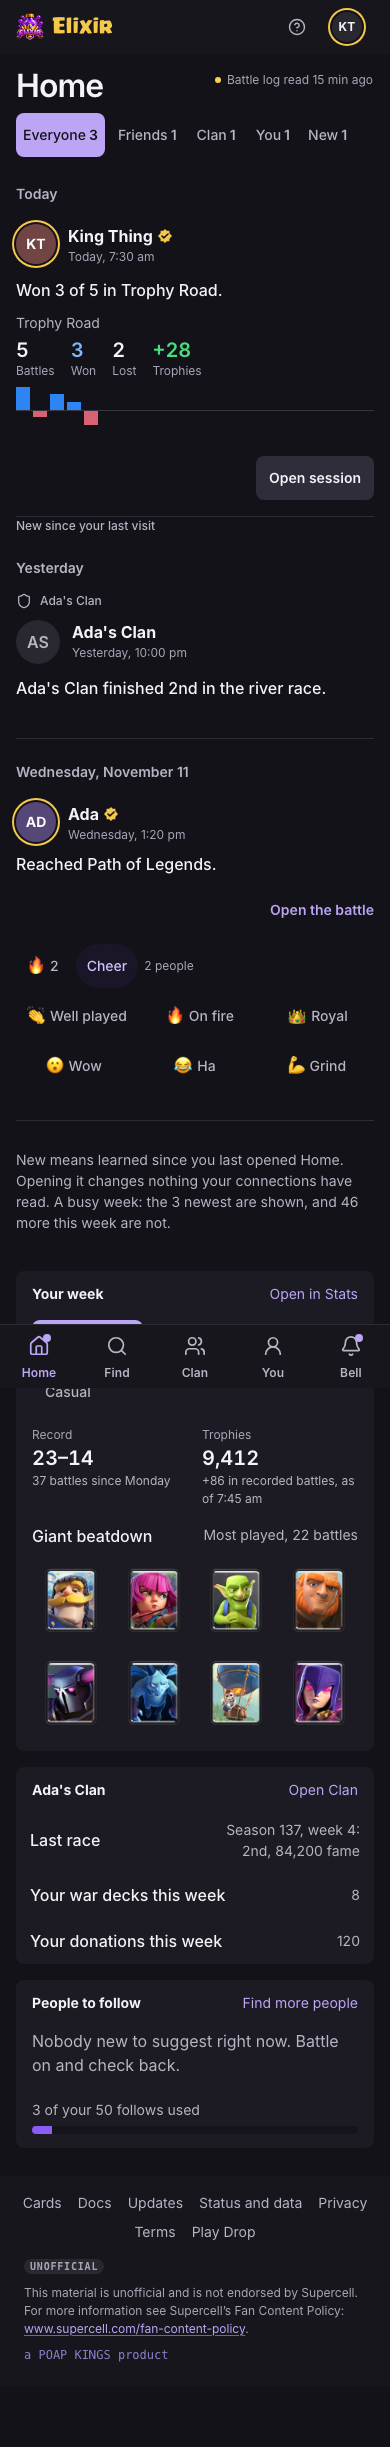 Elixir
KT
Home
Battle log read 15 min ago
Everyone 3
Friends 1
Clan 1
You 1
New 1
Today
KT
King Thing
Today, 7:30 am
Won 3 of 5 in Trophy Road.
Trophy Road
5 3 2 +28
Battles Won Lost Trophies
Open session
New since your last visit
Yesterday
Ada's Clan
AS
Ada's Clan
Yesterday, 10:00 pm
Ada's Clan finished 2nd in the river race.
Wednesday, November 11
AD
Ada
Wednesday, 1:20 pm
Reached Path of Legends.
Open the battle
🔥 2 Cheer 2 people
👏 Well played 🔥 On fire 👑 Royal
😮 Wow 😂 Ha 💪 Grind
New means learned since you last opened Home.
Opening it changes nothing your connections have
read. A busy week: the 3 newest are shown, and 46
more this week are not.
Your week Open in Stats
Home Find Clan You Bell
Casual
Record Trophies
23–14 9,412
37 battles since Monday
+86 in recorded battles, as
of 7:45 am
Giant beatdown Most played, 22 battles
Ada's Clan Open Clan
Last race
Season 137, week 4:
2nd, 84,200 fame
Your war decks this week 8
Your donations this week 120
People to follow Find more people
Nobody new to suggest right now. Battle
on and check back.
3 of your 50 follows used
Cards Docs Updates Status and data Privacy
Terms Play Drop
UNOFFICIAL
This material is unofficial and is not endorsed by Supercell.
For more information see Supercell's Fan Content Policy:
www.supercell.com/fan-content-policy.
a POAP KINGS product